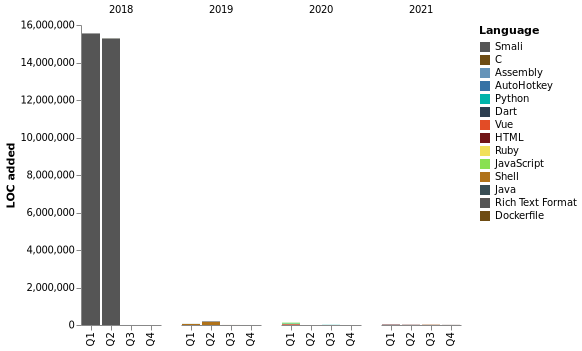 2018 2019 2020 2021
16,000,000
14,000,000
12,000,000
10,000,000
8,000,000
6,000,000
4,000,000
2,000,000
0
LOC added
Q1 Q2 Q3 Q4 Q1 Q2 Q3 Q4 Q1 Q2 Q3 Q4 Q1 Q2 Q3 Q4
Language
Smali
C
Assembly
AutoHotkey
Python
Dart
Vue
HTML
Ruby
JavaScript
Shell
Java
Rich Text Format
Dockerfile